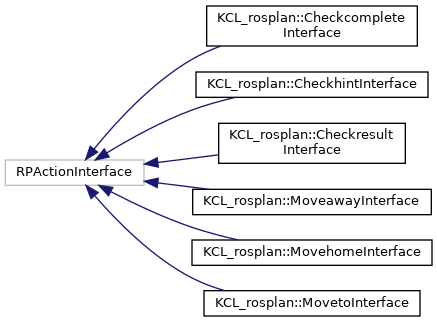 KCL_rosplan::Checkcomplete
Interface
KCL_rosplan::CheckhintInterface
KCL_rosplan::Checkresult
Interface
RPActionInterface
KCL_rosplan::MoveawayInterface
KCL_rosplan::MovehomeInterface
KCL_rosplan::MovetoInterface